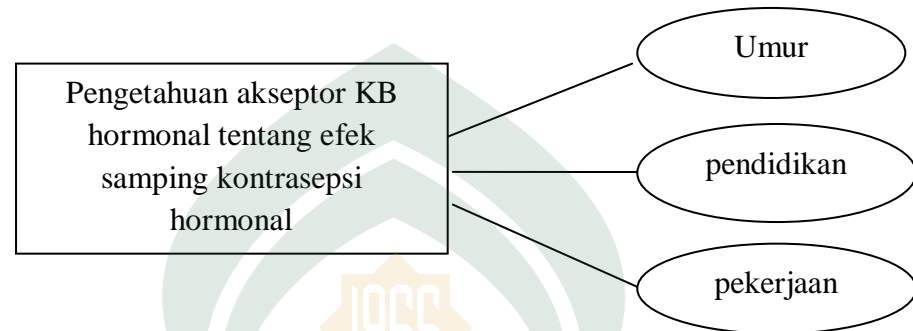 Umur
Pengetahuan akseptor KB
hormonal tentang efek
samping kontrasepsi
hormonal
pendidikan
pekerjaan